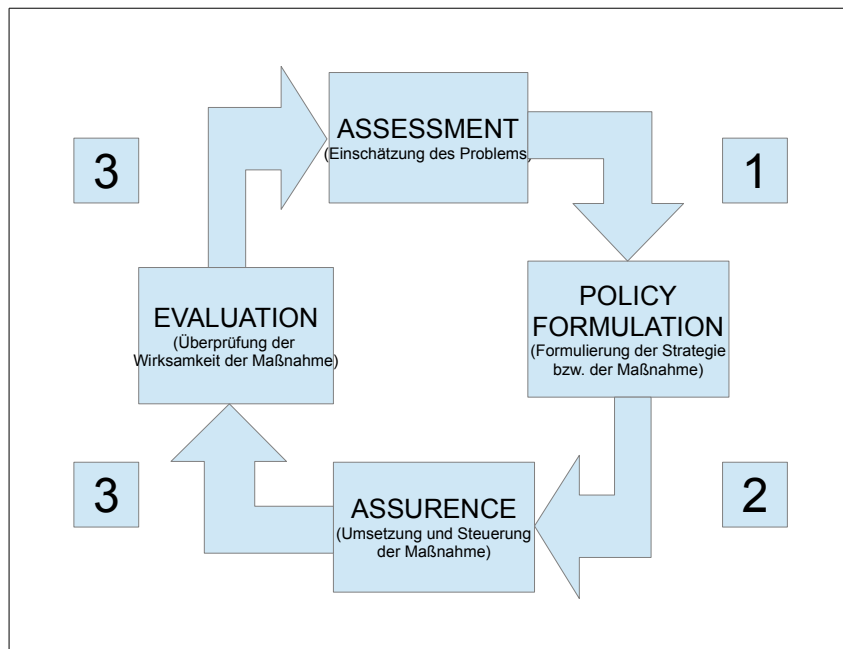 ASSESSMENT
(Einschätzung des Problems)
3
1
EVALUATION
(Überprüfung der
Wirksamkeit der Maßnahme)
POLICY
FORMULATION
(Formulierung der Strategie
bzw. der Maßnahme)
3
2
ASSURENCE
(Umsetzung und Steuerung
der Maßnahme)